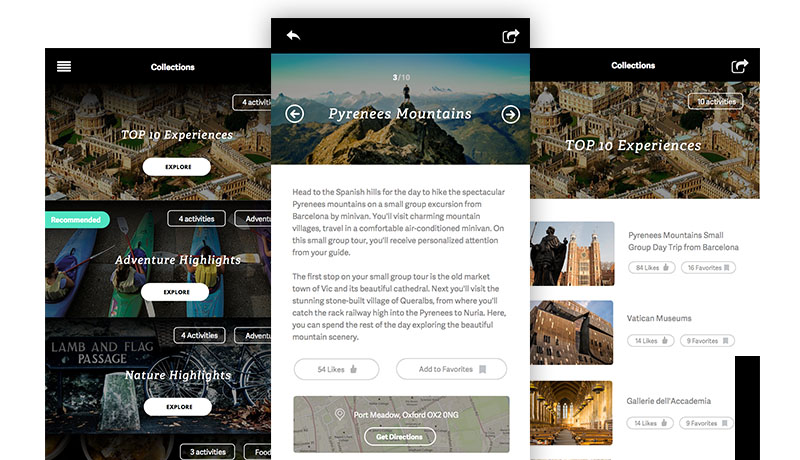 Collections
4 activities
TOP 10 Experiences
EXPLORE
Recommended
4 activities
Adventu
Adventure Highlights
EXPLORE
4 Activities
Adventu
LAMB AND FLAG
PASSAGE
Nature Highlights
EXPLORE
3 activities
Food
3/10
Pyrenees Mountains
Head to the Spanish hills for the day to hike the spectacular
Pyrenees mountains on a small group excursion from
Barcelona by minivan. You'll visit charming mountain
villages, travel in a comfortable air-conditioned minivan. On
this small group tour, you'll receive personalized attention
from your guide.
The first stop on your small group tour is the old market
town of Vic and its beautiful cathedral. Next you'll visit the
stunning stone-built village of Queralbs, from where you'll
catch the rack railway high into the Pyrenees to Nuria. Here,
you can spend the rest of the day exploring the beautiful
mountain scenery.
54 Likes
Add to Favorites
Port Meadow, Oxford OX2 0NG
Get Directions
Collections
10 activities
TOP 10 Experiences
Pyrenees Mountains Small
Group Day Trip from Barcelona
84 Likes
16 Favorites
Vatican Museums
14 Likes
9 Favorites
Gallerie dell'Accademia
14 Likes
9 Favorites